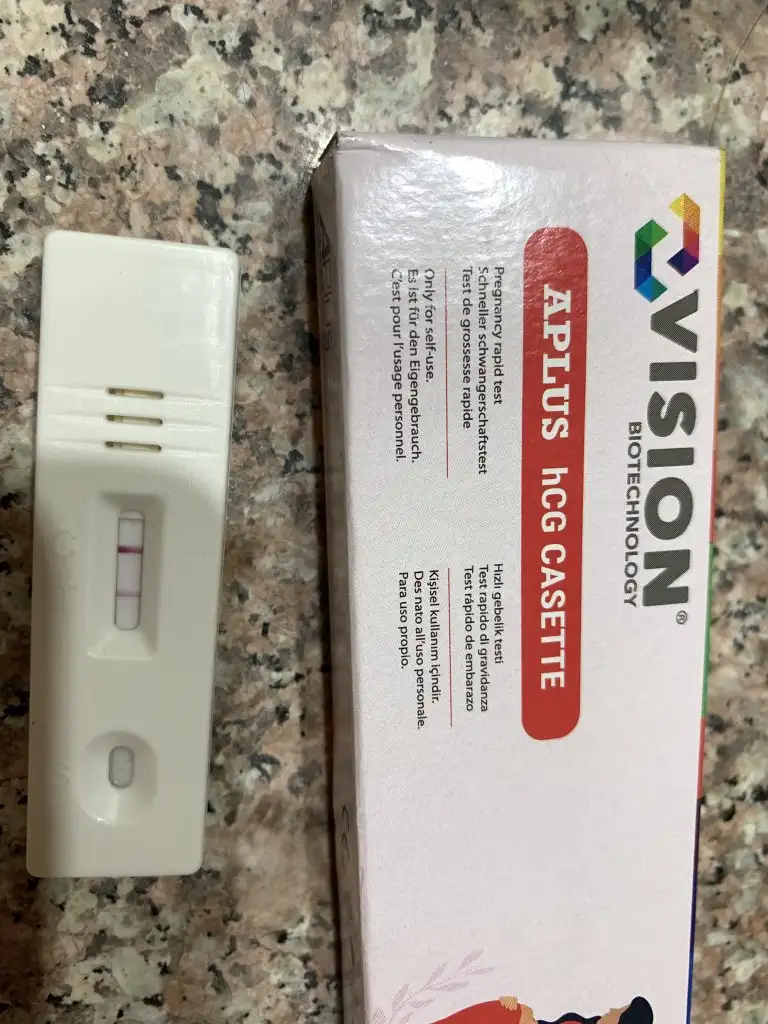 VISION®
BIOTECHNOLOGY
APLUS hCG CASETTE
Pregnancy rapid test
Schneller schwangerschaftstest
Test de grossesse rapide
Hızlı gebelik testi
Test rapido di gravidanza
Test rápido de embarazo
Only for self-use.
Es ist für den Eigengebrauch.
C'est pour l'usage personnel.
Kişisel kullanım içindir.
Des nato all'uso personale.
Para uso propio.